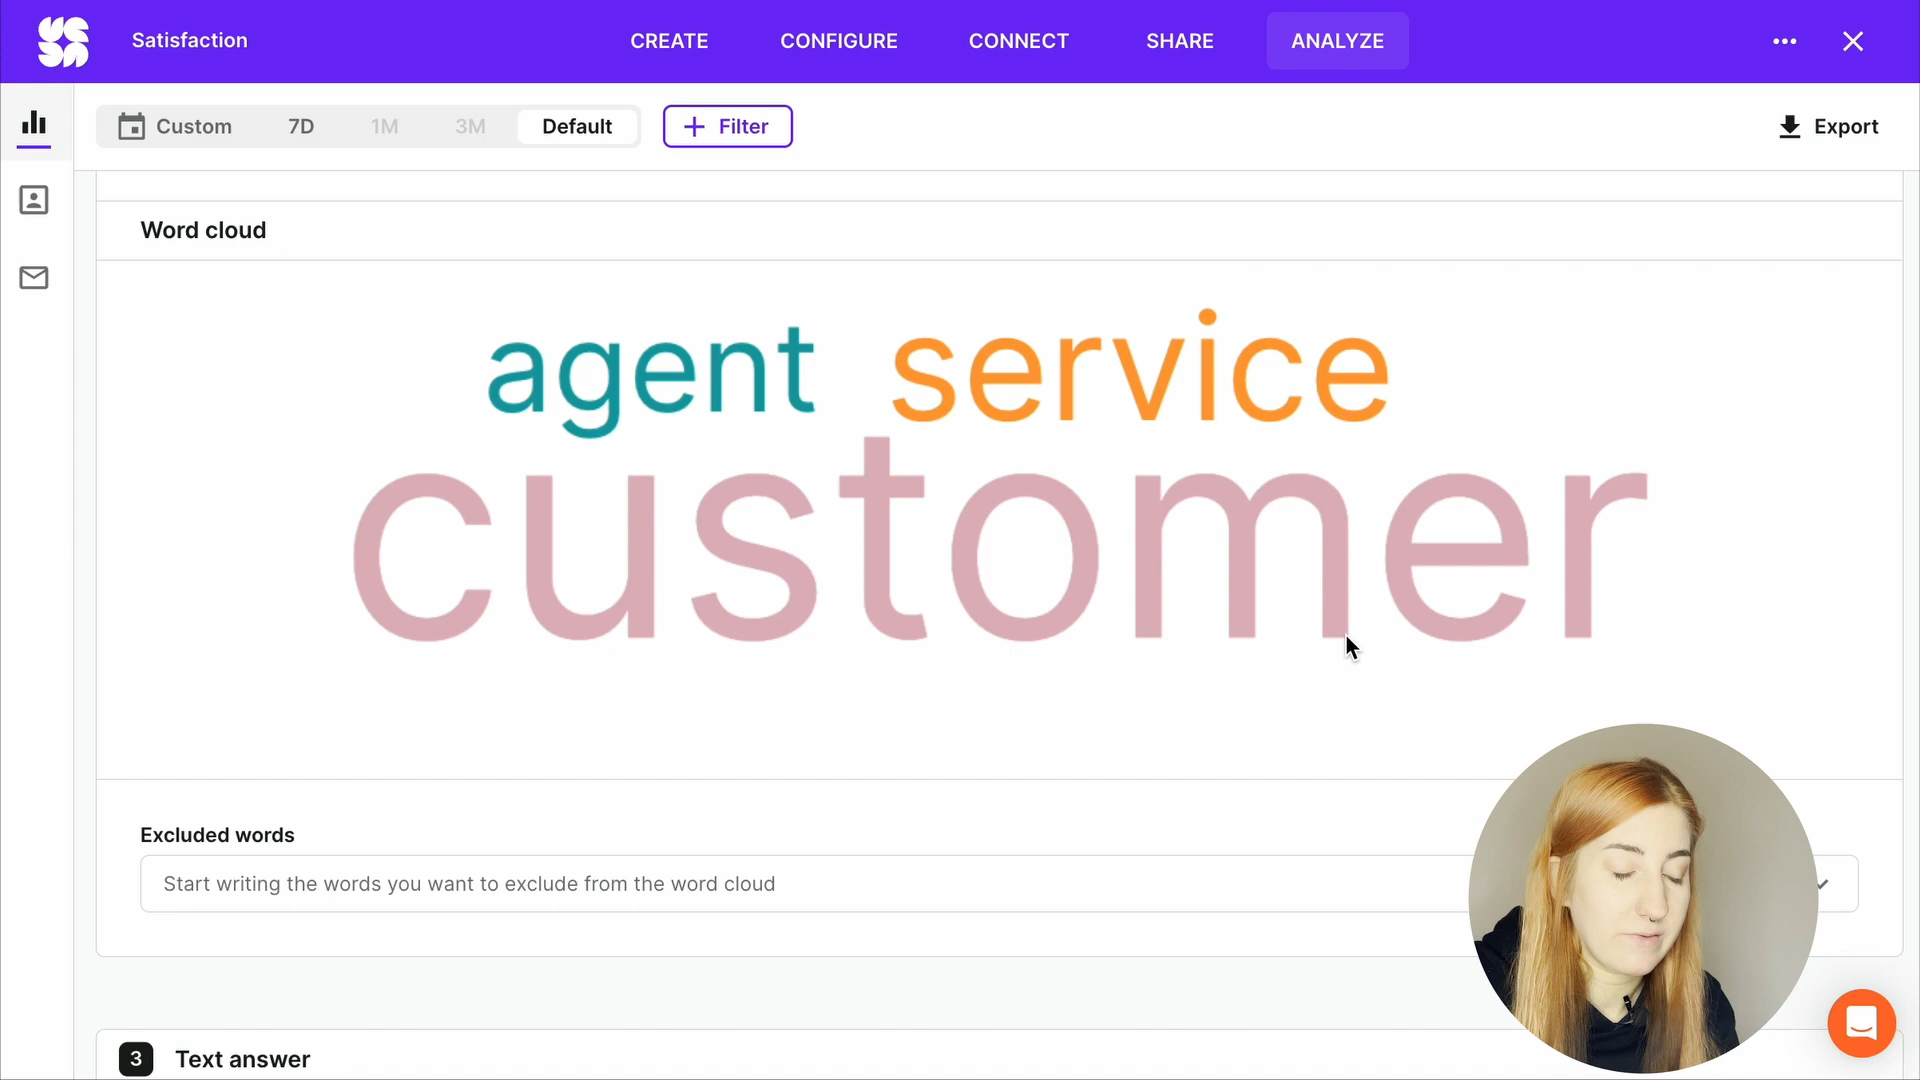 Satisfaction CREATE CONFIGURE CONNECT SHARE ANALYZE
Custom 7D 1M 3M Default + Filter Export
Word cloud
agent service
customer
Excluded words
Start writing the words you want to exclude from the word cloud
3 Text answer